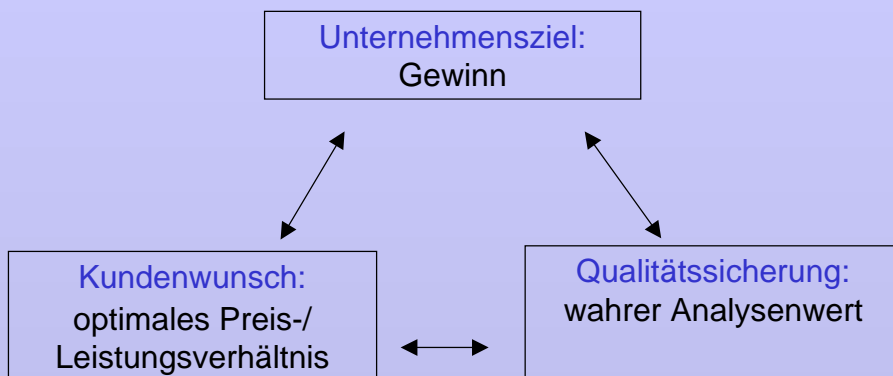 Unternehmensziel:
Gewinn
Kundenwunsch:
optimales Preis-/
Leistungsverhältnis
Qualitätssicherung:
wahrer Analysenwert